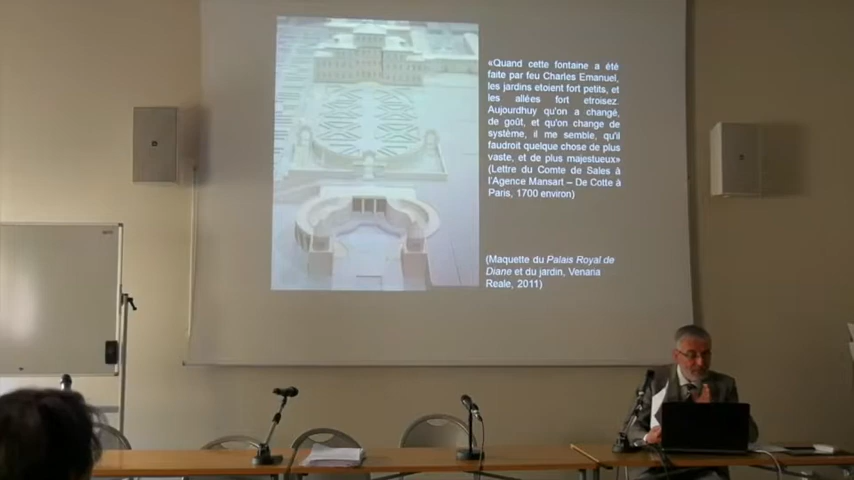 «Quand cette fontaine a été
faite par feu Charles Emanuel,
les jardins etoient fort petits, et
les allées fort etroisez.
Aujourdhuy qu'on a changé,
de goût, et qu'on change de
système, il me semble, qu'il
faudroit quelque chose de plus
vaste, et de plus majestueux»
(Lettre du Comte de Sales à
l'Agence Mansart – De Cotte à
Paris, 1700 environ)
(Maquette du Palais Royal de
Diane et du jardin, Venaria
Reale, 2011)